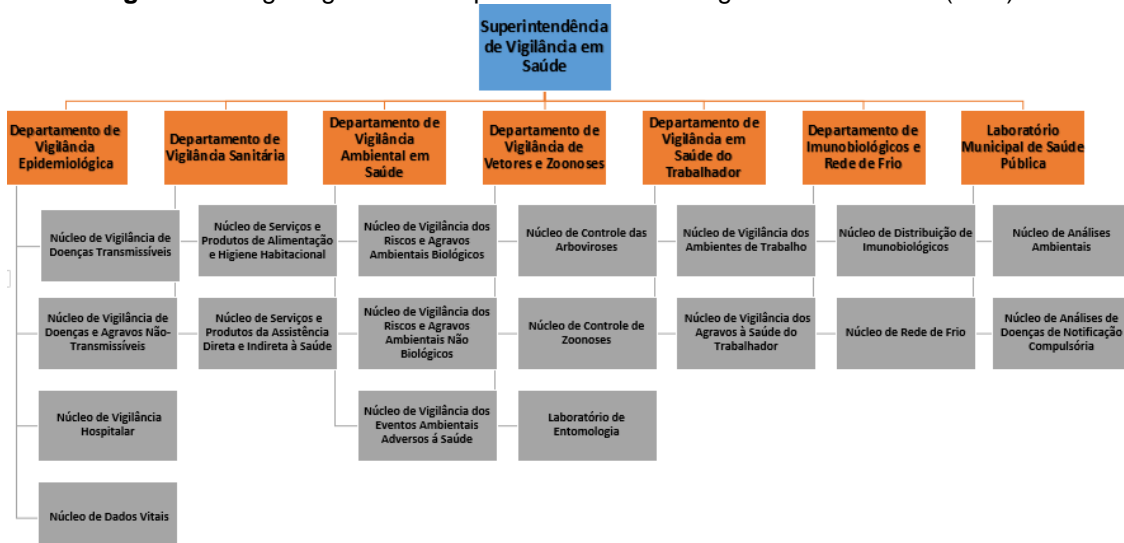 Superintendência
de Vigilância em
Saúde
Departamento de
Vigilância
Epidemiológica
Departamento de
Vigilância Sanitária
Departamento de
Vigilância
Ambiental em
Saúde
Departamento de
Vigilância de
Vetores e Zoonoses
Departamento de
Vigilância em
Saúde do
Trabalhador
Departamento de
Imunobiológicos e
Rede de Frio
Laboratório
Municipal de Saúde
Pública
Núcleo de Vigilância de
Doenças Transmissíveis
Núcleo de Serviços e
Produtos de Alimentação
e Higiene Habitacional
Núcleo de Vigilância dos
Riscos e Agravos
Ambientais Biológicos
Núcleo de Controle das
Arboviroses
Núcleo de Vigilância dos
Ambientes de Trabalho
Núcleo de Distribuição de
Imunobiológicos
Núcleo de Análises
Ambientais
Núcleo de Vigilância de
Doenças e Agravos Não-
Transmissíveis
Núcleo de Serviços e
Produtos da Assistência
Direta e Indireta à Saúde
Núcleo de Vigilância dos
Riscos e Agravos
Ambientais Não
Biológicos
Núcleo de Controle de
Zoonoses
Núcleo de Vigilância dos
Agravos à Saúde do
Trabalhador
Núcleo de Rede de Frio
Núcleo de Análises de
Doenças de Notificação
Compulsória
Núcleo de Vigilância
Hospitalar
Núcleo de Vigilância dos
Eventos Ambientais
Adversos á Saúde
Laboratório de
Entomologia
Núcleo de Dados Vitais